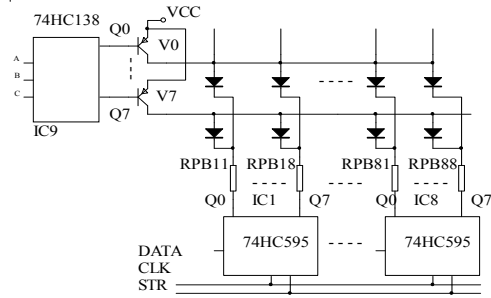 74HC138
Q0
VCC
A
B
C
V0
V7
Q7
IC9
RPB11
RPB18
RPB81
RPB88
Q0
IC1
Q7
Q0
IC8
Q7
74HC595
74HC595
DATA
CLK
STR